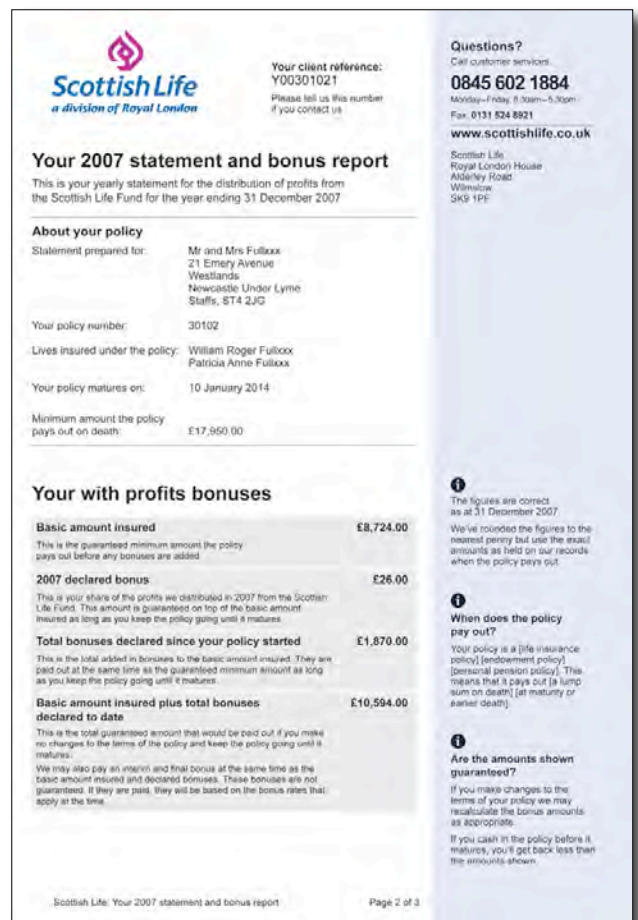 Scottish Life
a division of Royal London
Your client reference:
Y00301021
Please tell us this number
if you contact us
Your 2007 statement and bonus report
This is your yearly statement for the distribution of profits from
the Scottish Life Fund for the year ending 31 December 2007
About your policy
Statement prepared for:
Mr and Mrs Fullxxx
21 Emery Avenue
Westlands
Newcastle Under Lyme
Staffs, ST4 2JG
Your policy number: 30102
Lives insured under the policy: William Roger Fullxxx
Patricia Anne Fullxxx
Your policy matures on: 10 January 2014
Minimum amount the policy
pays out on death: £17,950.00
Your with profits bonuses
Basic amount insured £8,724.00
This is the guaranteed minimum amount the policy
pays out before any bonuses are added
2007 declared bonus £26.00
This is your share of the profits we distributed in 2007 from the Scottish
Life Fund. This amount is guaranteed on top of the basic amount
insured as long as you keep the policy going until it matures.
Total bonuses declared since your policy started £1,870.00
This is the total added in bonuses to the basic amount insured. They are
paid out at the same time as the guaranteed minimum amount as long
as you keep the policy going until it matures.
Basic amount insured plus total bonuses £10,594.00
declared to date
This is the total guaranteed amount that would be paid out if you make
no changes to the terms of the policy and keep the policy going until it
matures.
We may also pay an interim and final bonus at the same time as the
basic amount insured and declared bonuses. These bonuses are not
guaranteed. If they are paid, they will be based on the bonus rates that
apply at the time.
Scottish Life: Your 2007 statement and bonus report Page 2 of 3
Questions?
Call customer services
0845 602 1884
Monday–Friday, 8.30am–5.30pm
Fax: 0131 524 8921
www.scottishlife.co.uk
Scottish Life
Royal London House
Alderley Road
Wilmslow
SK9 1PF
The figures are correct
as at 31 December 2007
We've rounded the figures to the
nearest penny but use the exact
amounts as held on our records
when the policy pays out
When does the policy
pay out?
Your policy is a [life insurance
policy] [endowment policy]
[personal pension policy]. This
means that it pays out [a lump
sum on death] [at maturity or
earlier death].
Are the amounts shown
guaranteed?
If you make changes to the
terms of your policy we may
recalculate the bonus amounts
as appropriate.
If you cash in the policy before it
matures, you'll get back less than
the amounts shown.